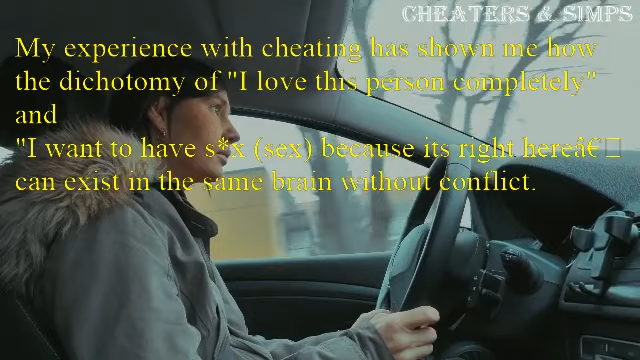 CHEATERS & SIMPS
My experience with cheating has shown me how
the dichotomy of "I love this person completely"
and
"I want to have s*x (sex) because its right hereâ€
can exist in the same brain without conflict.